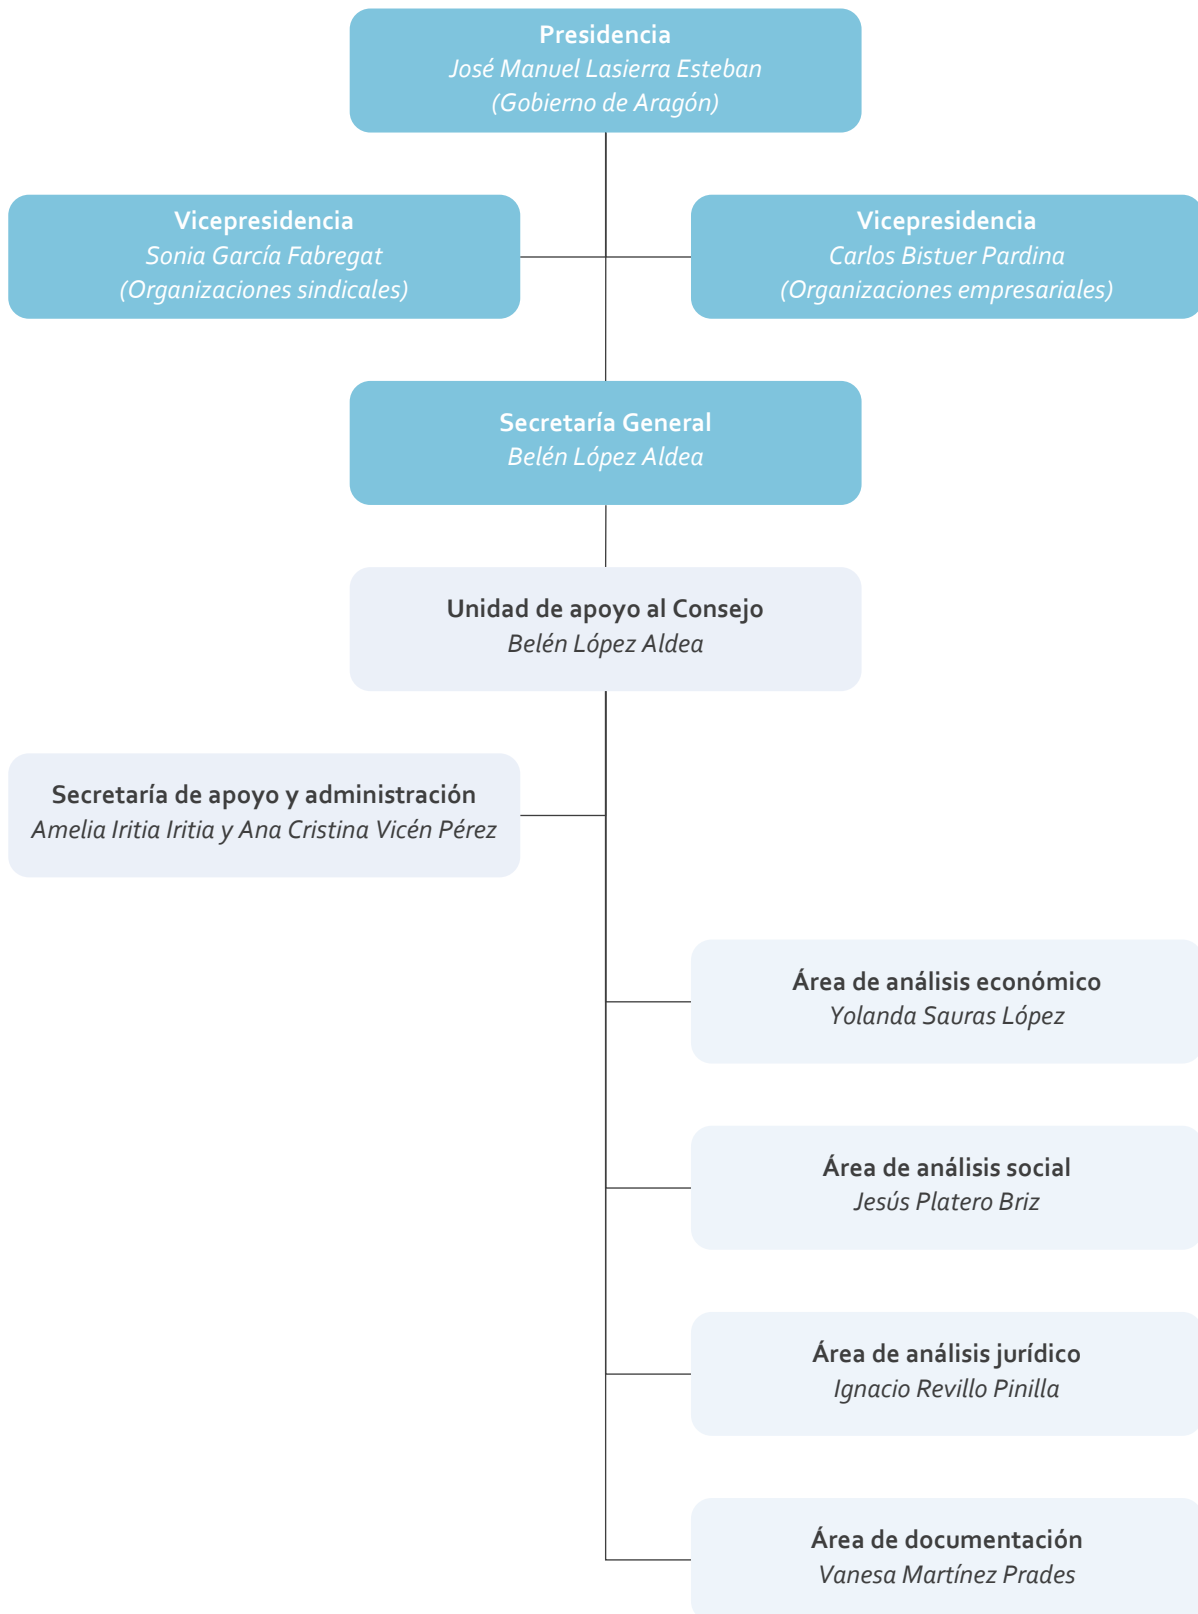 Presidencia
José Manuel Lasierra Esteban
(Gobierno de Aragón)
Vicepresidencia
Sonia García Fabregat
(Organizaciones sindicales)
Vicepresidencia
Carlos Bistuer Pardina
(Organizaciones empresariales)
Secretaría General
Belén López Aldea
Unidad de apoyo al Consejo
Belén López Aldea
Secretaría de apoyo y administración
Amelia Iritia Iritia y Ana Cristina Vicén Pérez
Área de análisis económico
Yolanda Sauras López
Área de análisis social
Jesús Platero Briz
Área de análisis jurídico
Ignacio Revillo Pinilla
Área de documentación
Vanesa Martínez Prades